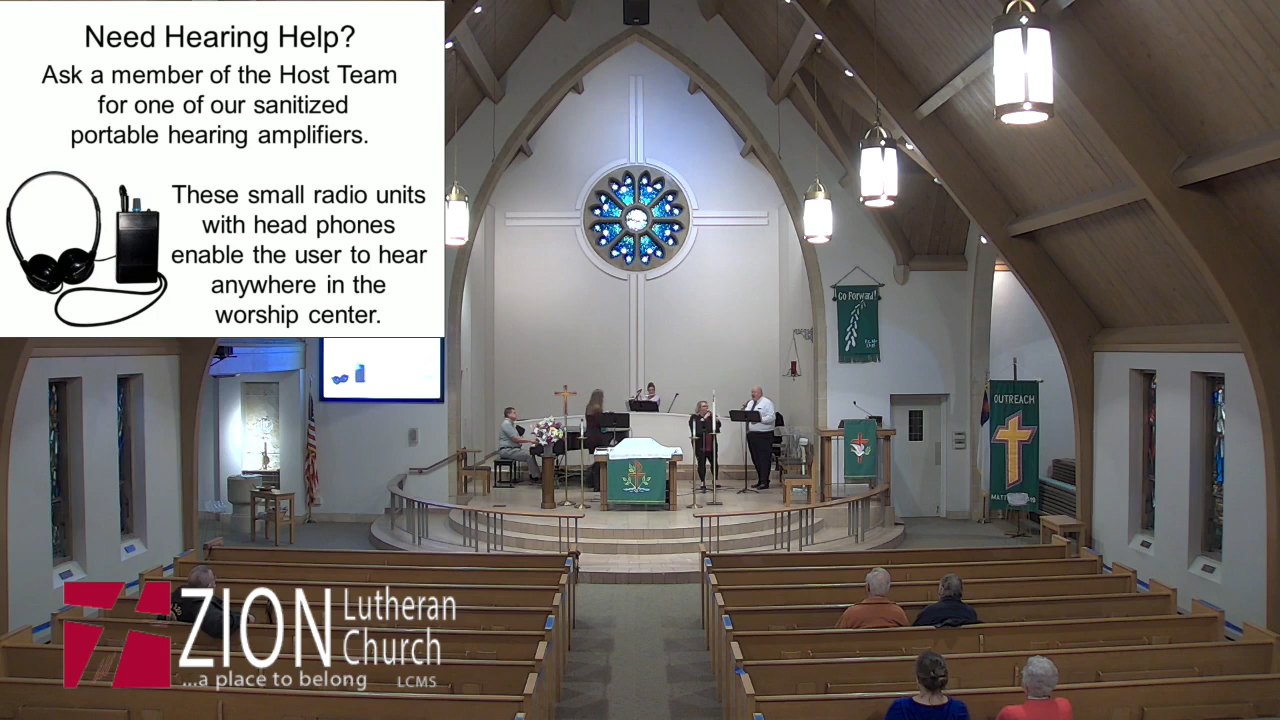 Need Hearing Help?
Ask a member of the Host Team
for one of our sanitized
portable hearing amplifiers.
These small radio units
with head phones
enable the user to hear
anywhere in the
worship center.
Go Forward!
OUTREACH
ZION Lutheran
Church
...a place to belong LCMS